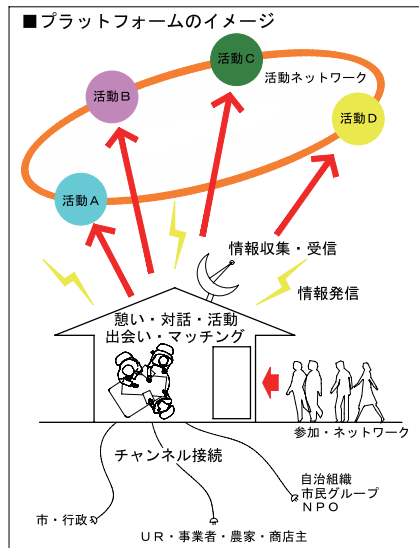 ■プラットフォームのイメージ
活動C
活動ネットワーク
活動B
活動D
活動A
情報収集・受信
情報発信
憩い・対話・活動
出会い・マッチング
参加・ネットワーク
チャンネル接続
自治組織
市民グループ
NPO
市・行政
UR・事業者・農家・商店主